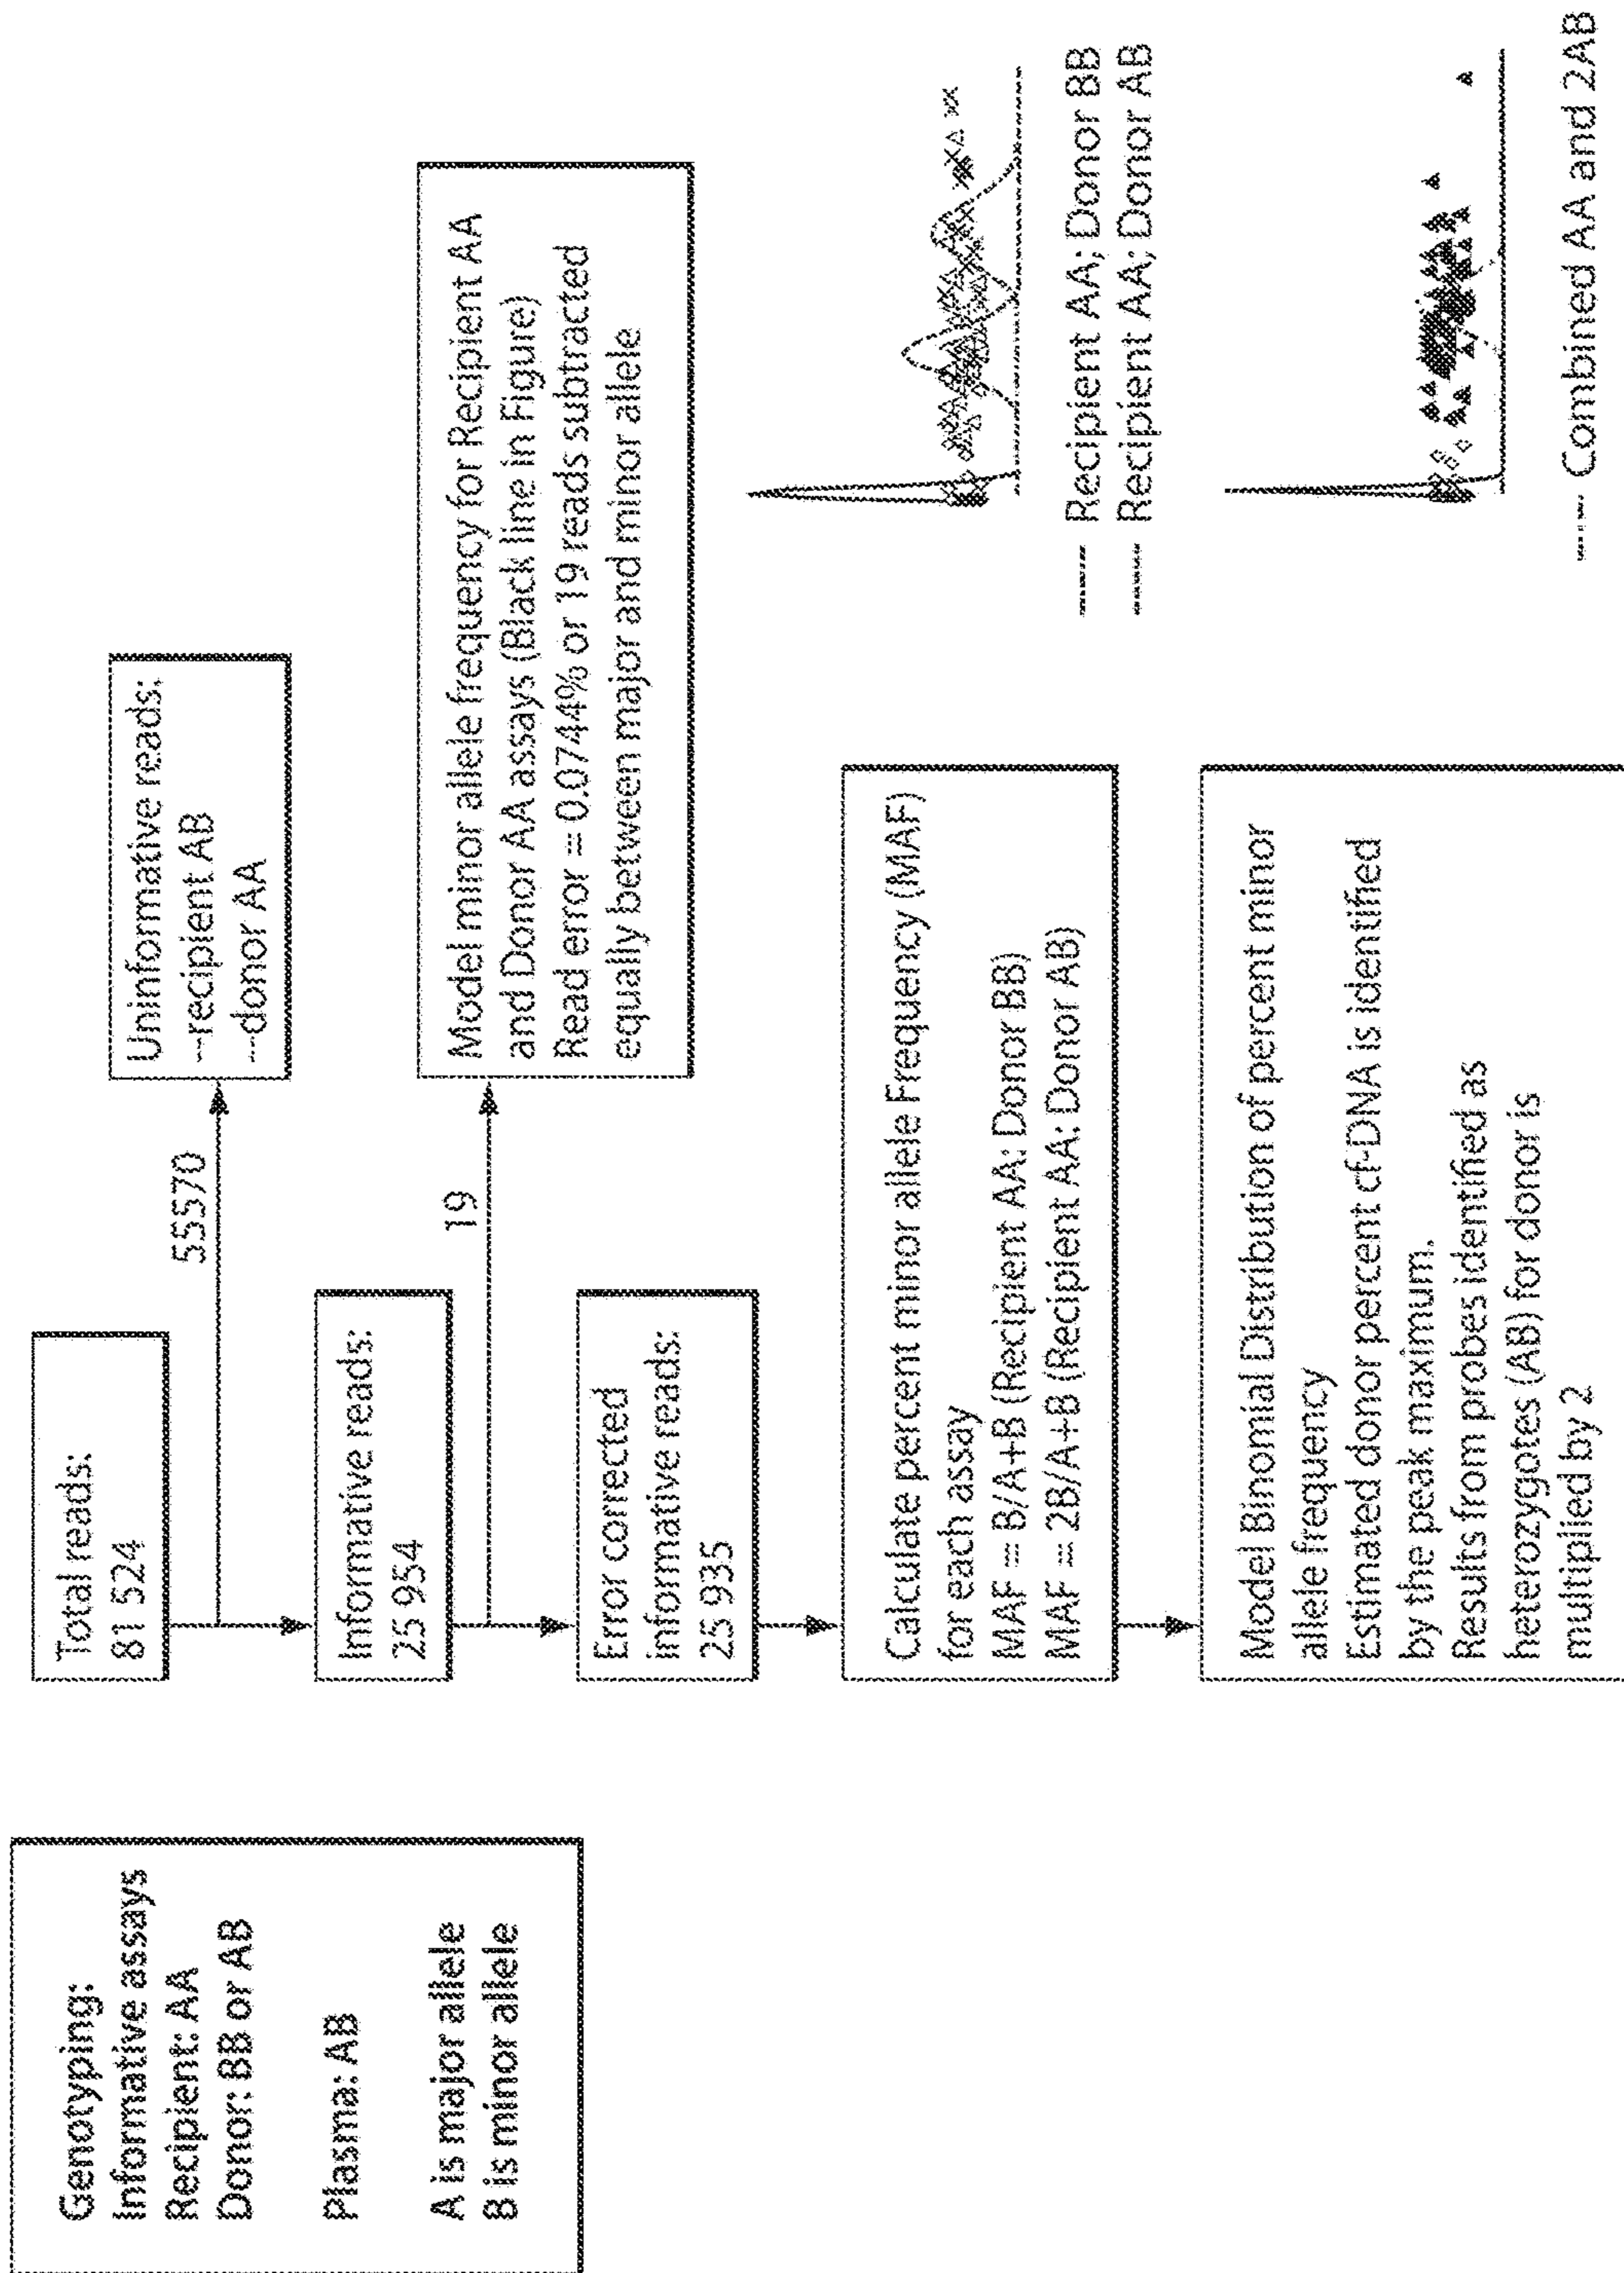 Genotyping:
Informative assays
Recipient: AA
Donor: BB or AB
Plasma: AB
A is major allele
B is minor allele
Total reads:
81 524
55570
Uninformative reads:
--recipient AB
--donor AA
Informative reads:
25 954
19
Model minor allele frequency for Recipient AA
and Donor AA assays (Black line in Figure)
Read error = 0.0744% or 19 reads subtracted
equally between major and minor allele
Error corrected
informative reads:
25 935
Calculate percent minor allele Frequency (MAF)
for each assay
MAF = B/A+B (Recipient AA: Donor BB)
MAF = 2B/A+B (Recipient AA: Donor AB)
Recipient AA; Donor BB
Recipient AA; Donor AB
Model Binomial Distribution of percent minor
allele frequency
Estimated donor percent cf-DNA is identified
by the peak maximum.
Results from probes identified as
heterozygotes (AB) for donor is
multiplied by 2
Combined AA and 2AB